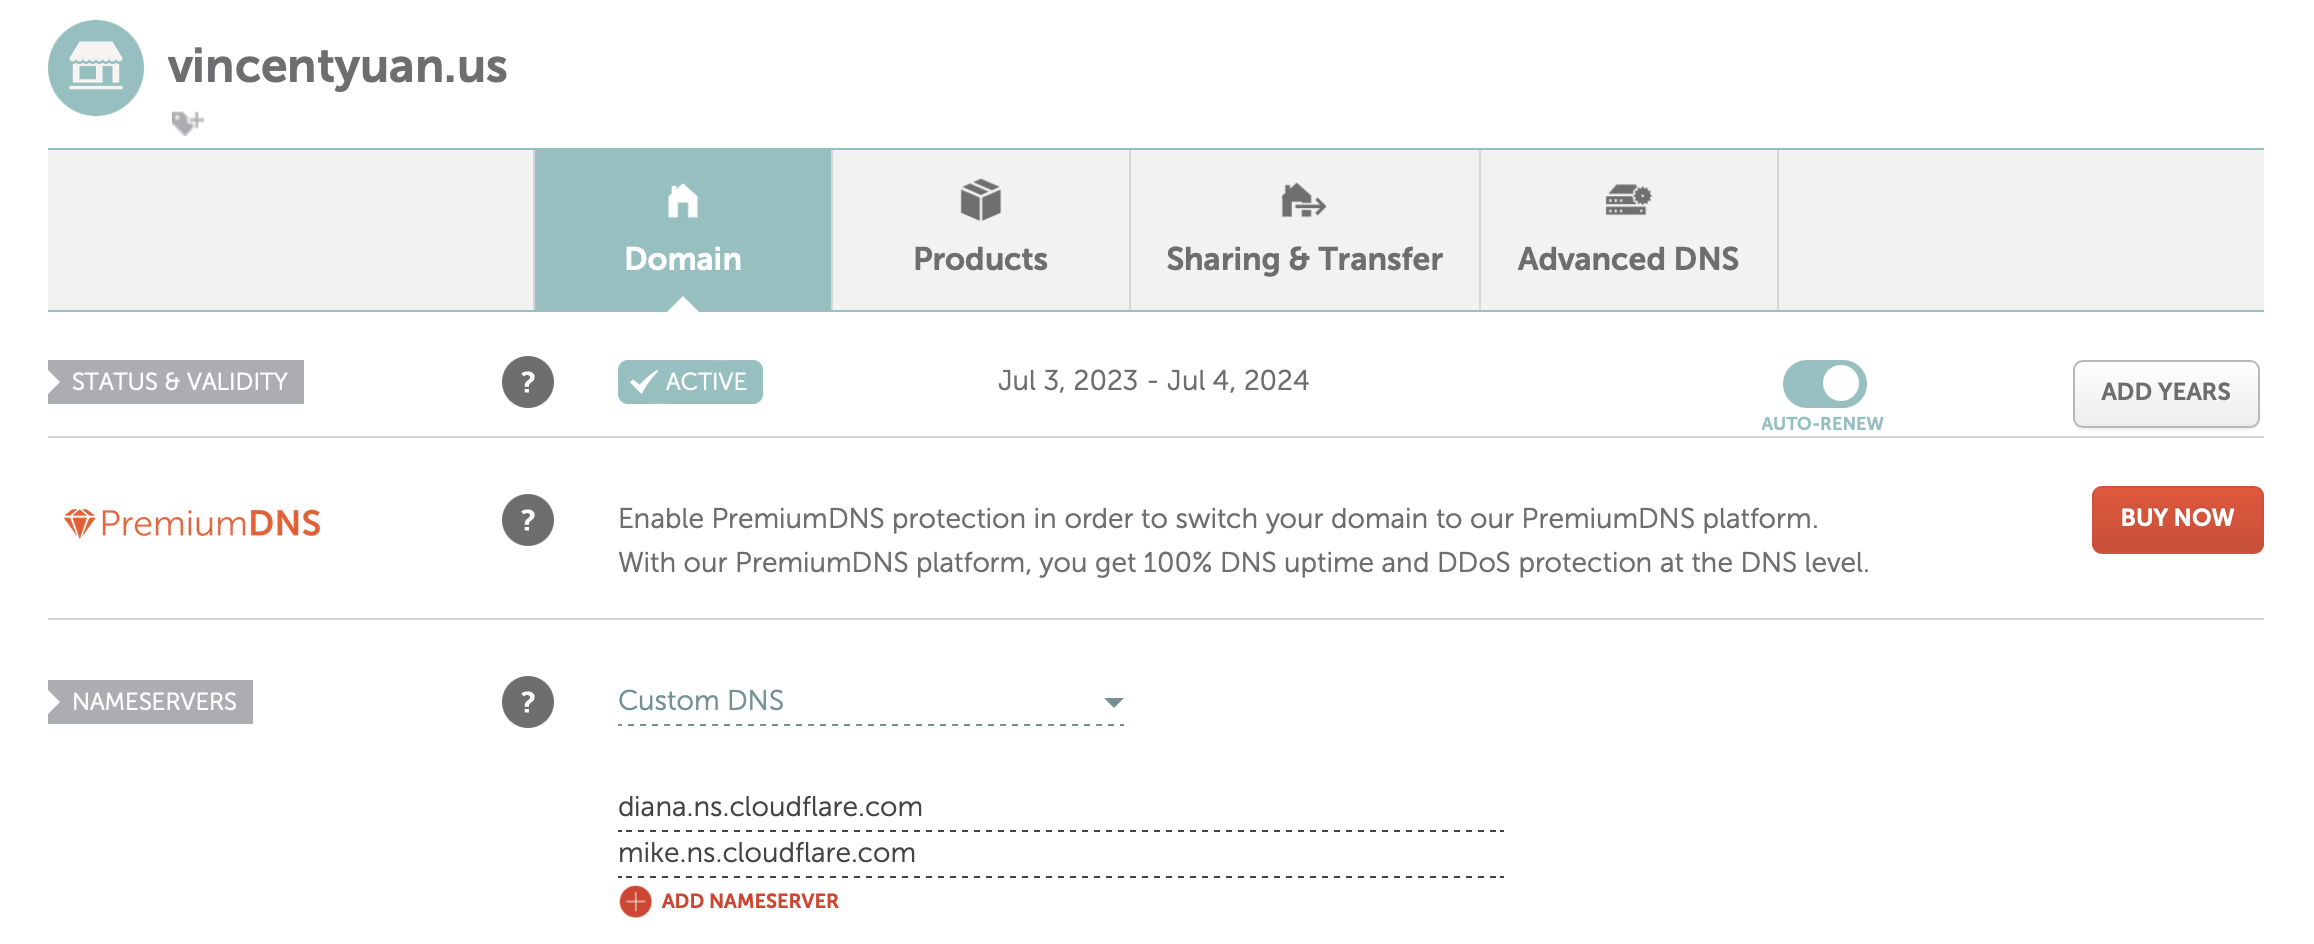 vincentyuan.us
Domain
Products
Sharing & Transfer
Advanced DNS
STATUS & VALIDITY
?
ACTIVE
Jul 3, 2023 - Jul 4, 2024
AUTO-RENEW
ADD YEARS
PremiumDNS
?
Enable PremiumDNS protection in order to switch your domain to our PremiumDNS platform.
With our PremiumDNS platform, you get 100% DNS uptime and DDoS protection at the DNS level.
BUY NOW
NAMESERVERS
?
Custom DNS
diana.ns.cloudflare.com
mike.ns.cloudflare.com
ADD NAMESERVER